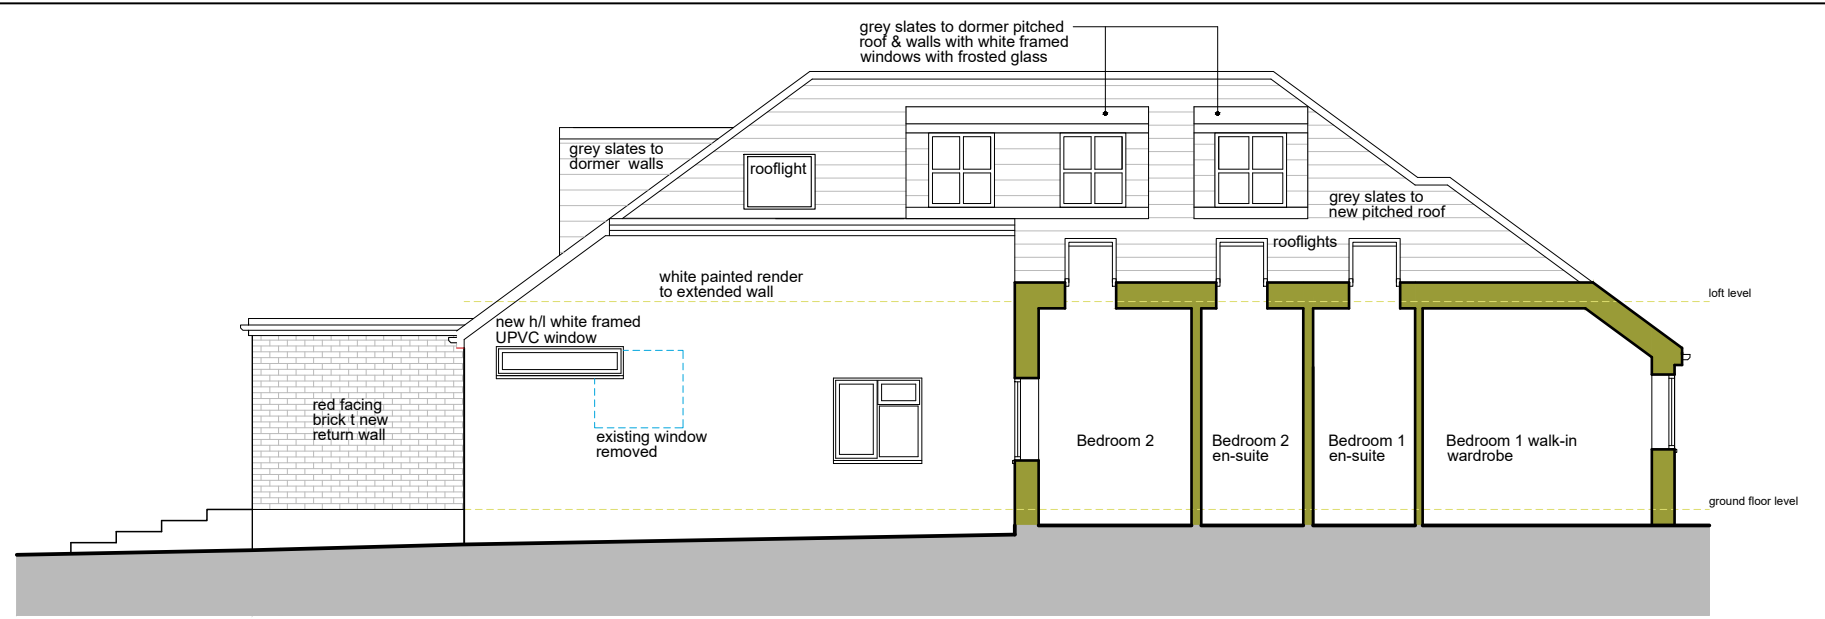 grey slates to dormer pitched
roof & walls with white framed
windows with frosted glass
grey slates to
dormer walls
rooflight
grey slates to
new pitched roof
rooflights
white painted render
to extended wall
loft level
new h/l white framed
UPVC window
red facing
brick t new
return wall
existing window
removed
Bedroom 2
Bedroom 2
en-suite
Bedroom 1
en-suite
Bedroom 1 walk-in
wardrobe
ground floor level